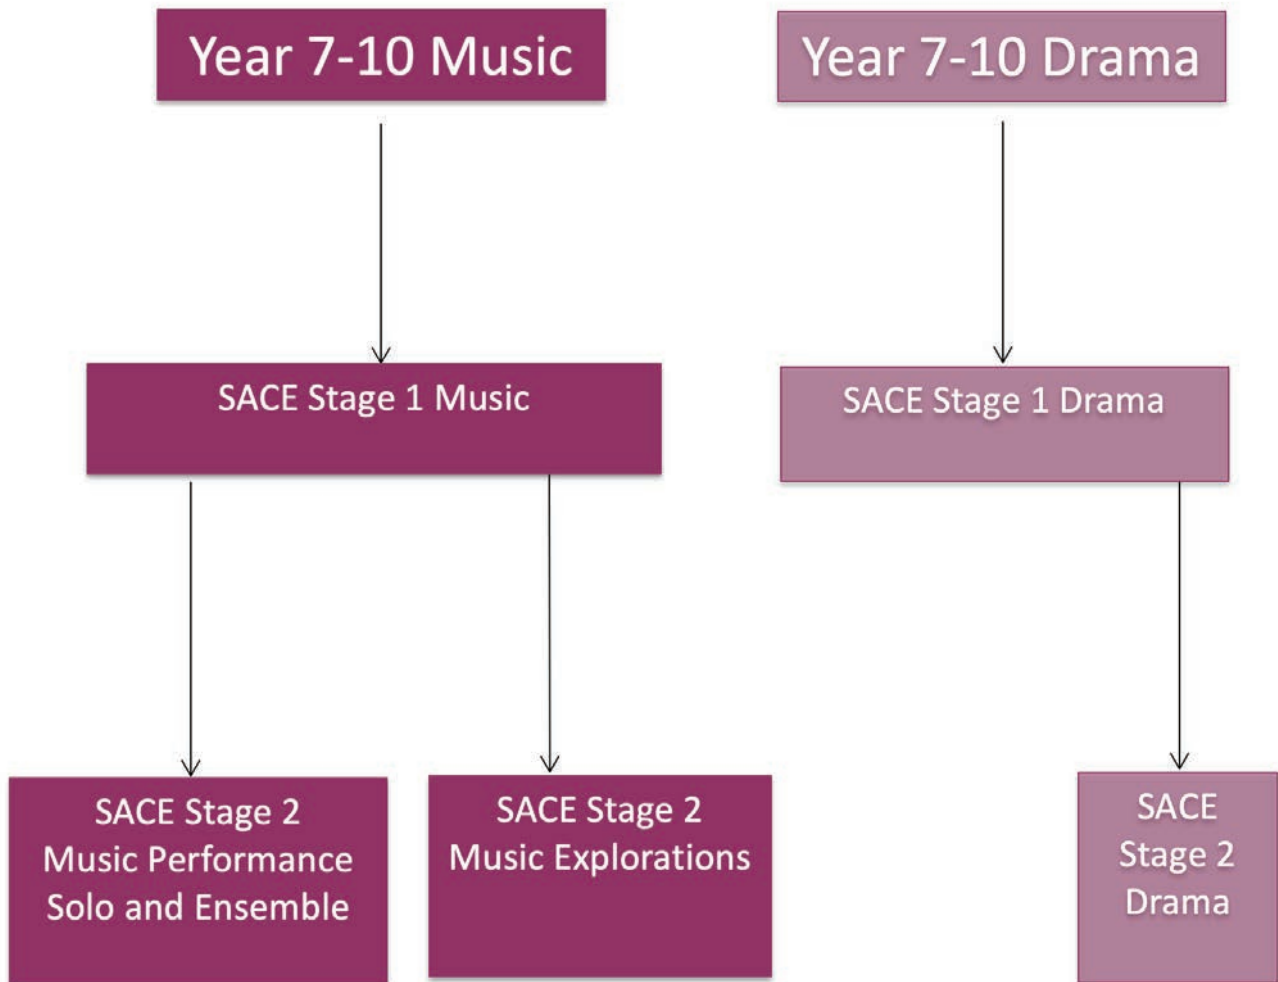 Year 7-10 Music
Year 7-10 Drama
SACE Stage 1 Music
SACE Stage 1 Drama
SACE Stage 2
Music Performance
Solo and Ensemble
SACE Stage 2
Music Explorations
SACE
Stage 2
Drama